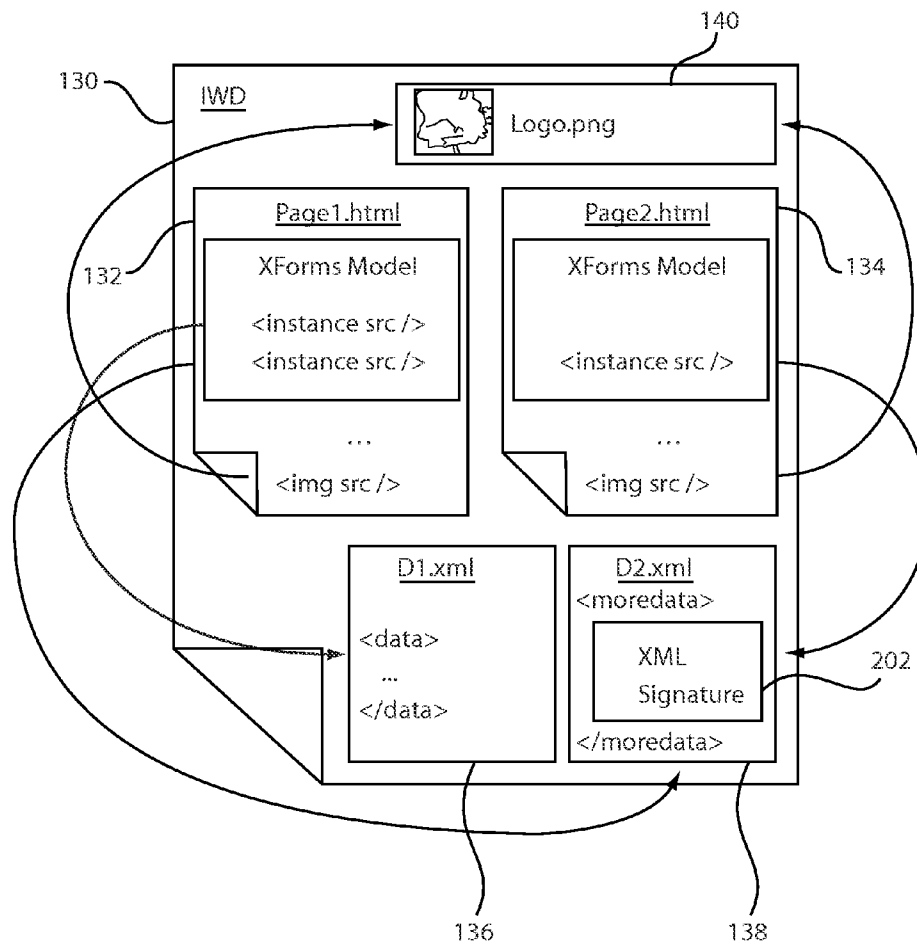 140
130
IWD
Logo.png
Page1.html
Page2.html
132
134
XForms Model
<instance src />
<instance src />
...
<img src />
XForms Model
<instance src />
...
<img src />
D1.xml
<data>
...
</data>
D2.xml
<moredata>
XML
Signature
</moredata>
202
136
138